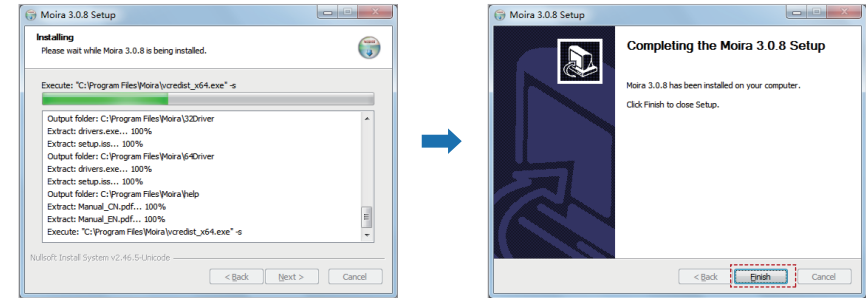 Moira 3.0.8 Setup
Installing
Please wait while Moira 3.0.8 is being installed.
Execute: "C:\Program Files\Moira\vcredist_x64.exe" -s
Output folder: C:\Program Files\Moira\32Driver
Extract: drivers.exe... 100%
Extract: setup.iss... 100%
Output folder: C:\Program Files\Moira\64Driver
Extract: drivers.exe... 100%
Extract: setup.iss... 100%
Output folder: C:\Program Files\Moira\help
Extract: Manual_CN.pdf... 100%
Extract: Manual_EN.pdf... 100%
Execute: "C:\Program Files\Moira\vcredist_x64.exe" -s
Nullsoft Install System v2.46.5-Unicode
< Back
Next >
Cancel
Moira 3.0.8 Setup
Completing the Moira 3.0.8 Setup
Moira 3.0.8 has been installed on your computer.
Click Finish to close Setup.
< Back
Finish
Cancel